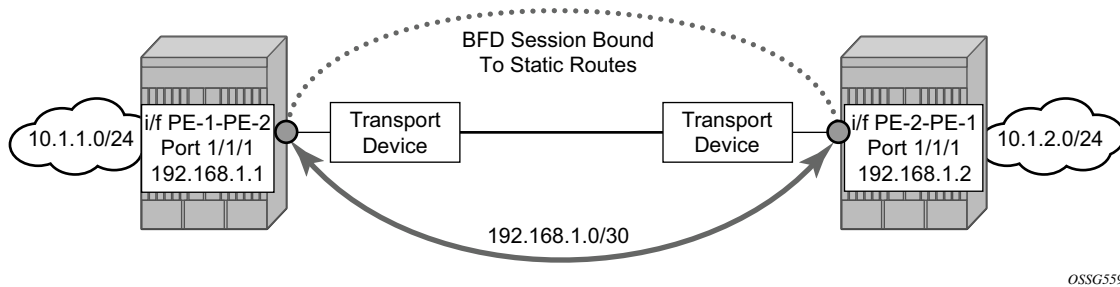 BFD Session Bound
To Static Routes
10.1.1.0/24
i/f PE-1-PE-2
Port 1/1/1
192.168.1.1
Transport
Device
Transport
Device
i/f PE-2-PE-1
Port 1/1/1
192.168.1.2
10.1.2.0/24
192.168.1.0/30
OSSG559